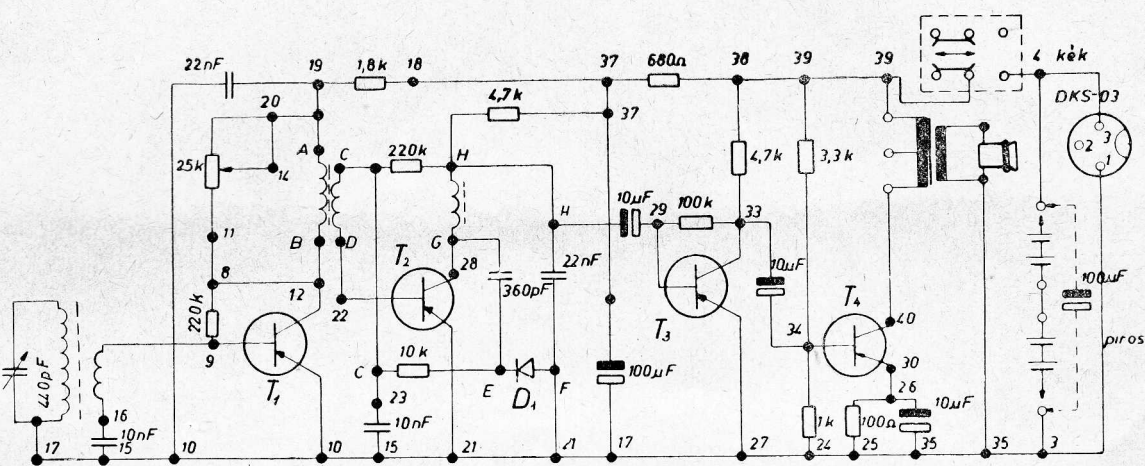 22nF
19
1,8k
18
37
680Ω
38
39
39
4
kék
20
4,7k
37
DKS-03
A
C
220k
H
25k
14
4,7k
3,3k
3
2
1
10µF
29
100k
33
11
B
D
G
H
8
T2
28
22nF
10µF
100µF
12
22
360pF
T3
T4
40
220k
34
9
T1
10k
30
piros
440pF
C
E
D1
F
100µF
26
16
23
10nF
1k
100Ω
10µF
10nF
17
15
10
10
15
21
21
17
27
24
25
35
35
3